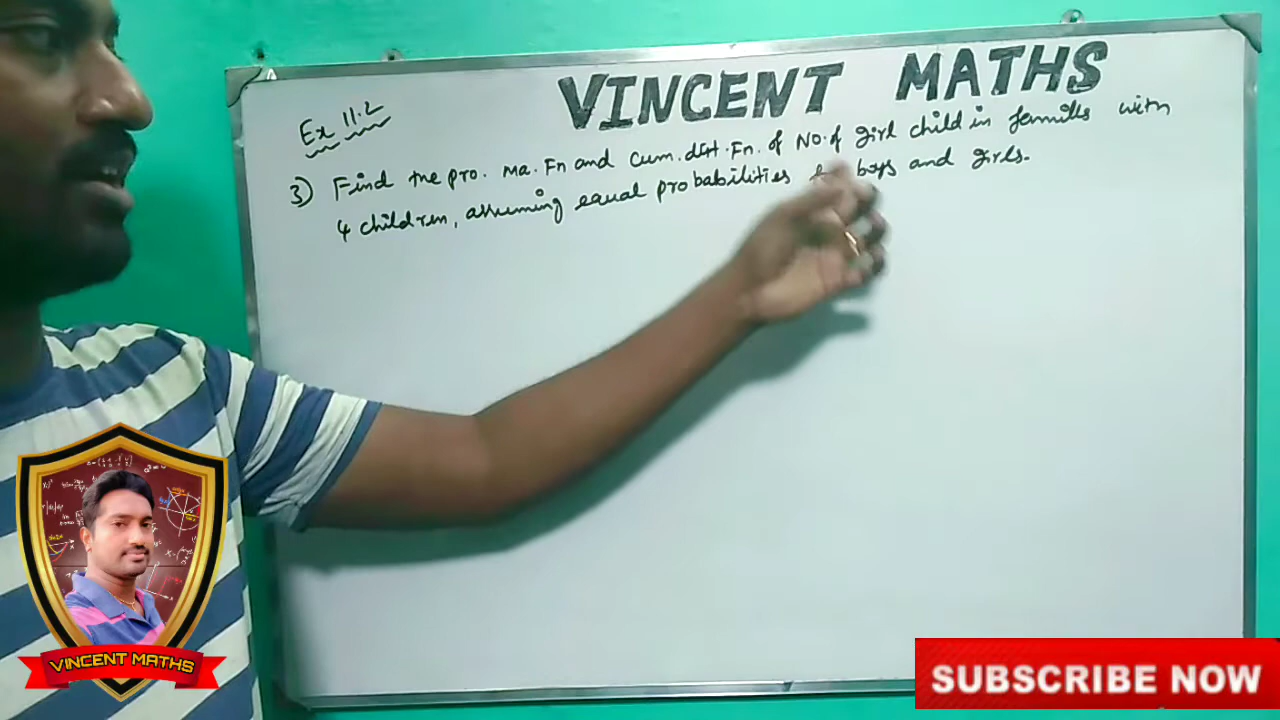 VINCENT MATHS
Ex 11.2
3) Find the pro. Ma. Fn and cum. dist. Fn. of No. of girl child in families with
4 children, assuming equal probabilities boys and girls.
VINCENT MATHS
SUBSCRIBE NOW